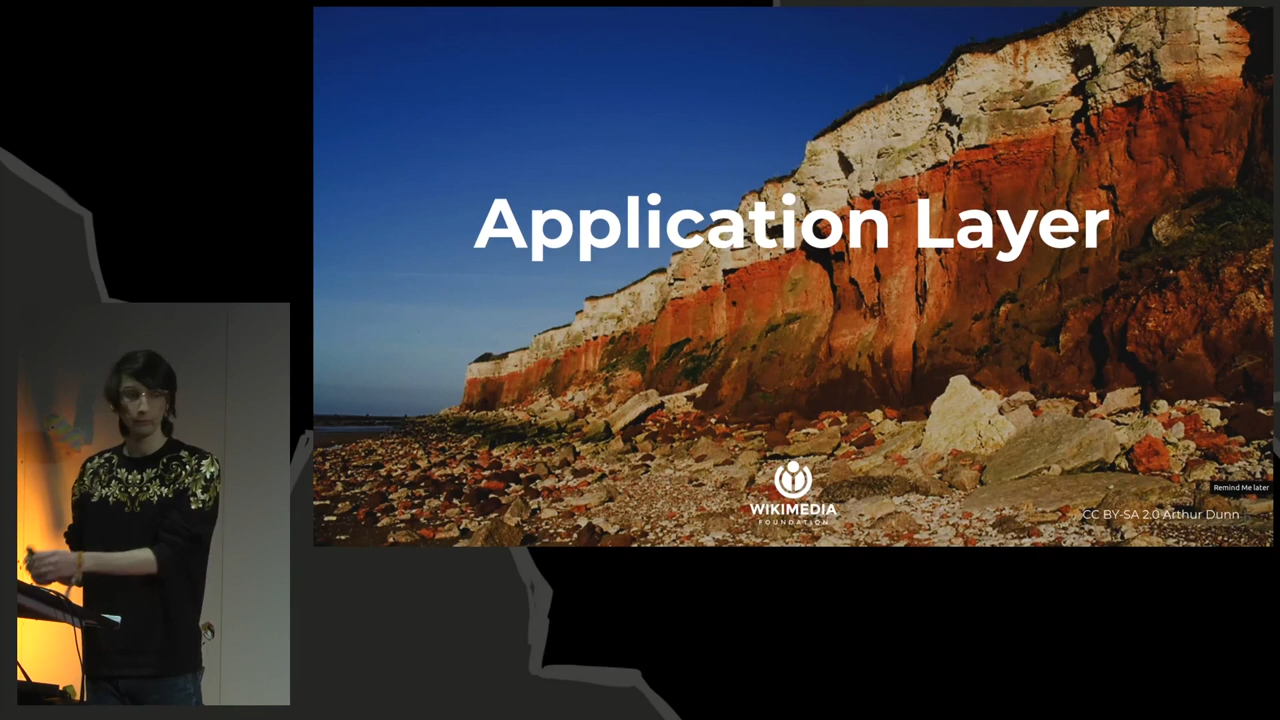 Application Layer
WIKIMEDIA
FOUNDATION
Remind Me later
CC BY-SA 2.0 Arthur Dunn